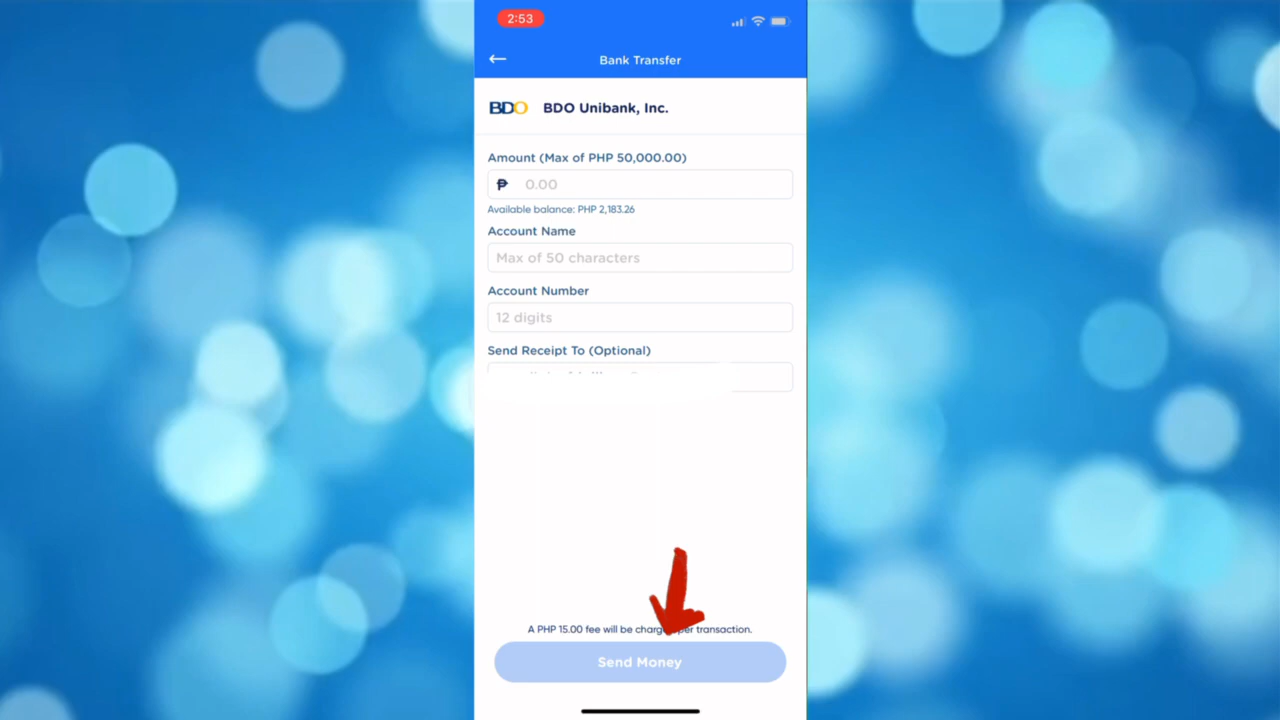 2:53
Bank Transfer
BDO BDO Unibank, Inc.
Amount (Max of PHP 50,000.00)
₱ 0.00
Available balance: PHP 2,183.26
Account Name
Max of 50 characters
Account Number
12 digits
Send Receipt To (Optional)
A PHP 15.00 fee will be per transaction.
Send Money